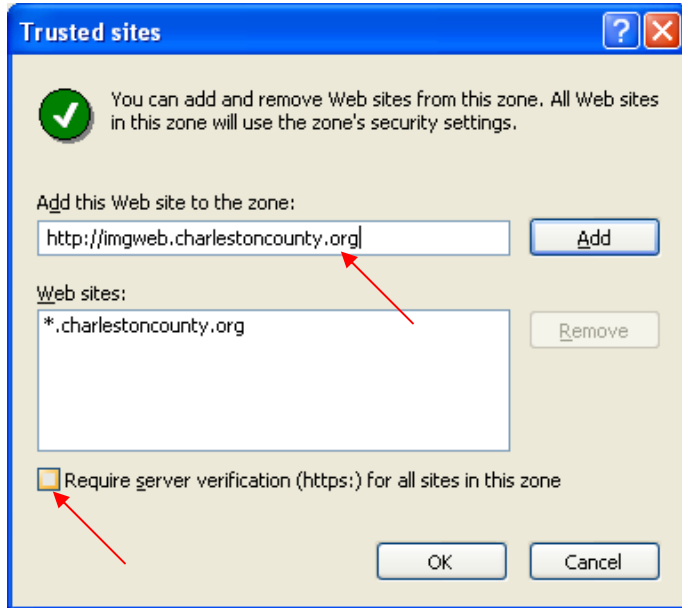 Trusted sites
You can add and remove Web sites from this zone. All Web sites
in this zone will use the zone's security settings.
Add this Web site to the zone:
http://imgweb.charlestoncounty.org
Add
Web sites:
*.charlestoncounty.org
Remove
Require server verification (https:) for all sites in this zone
OK
Cancel